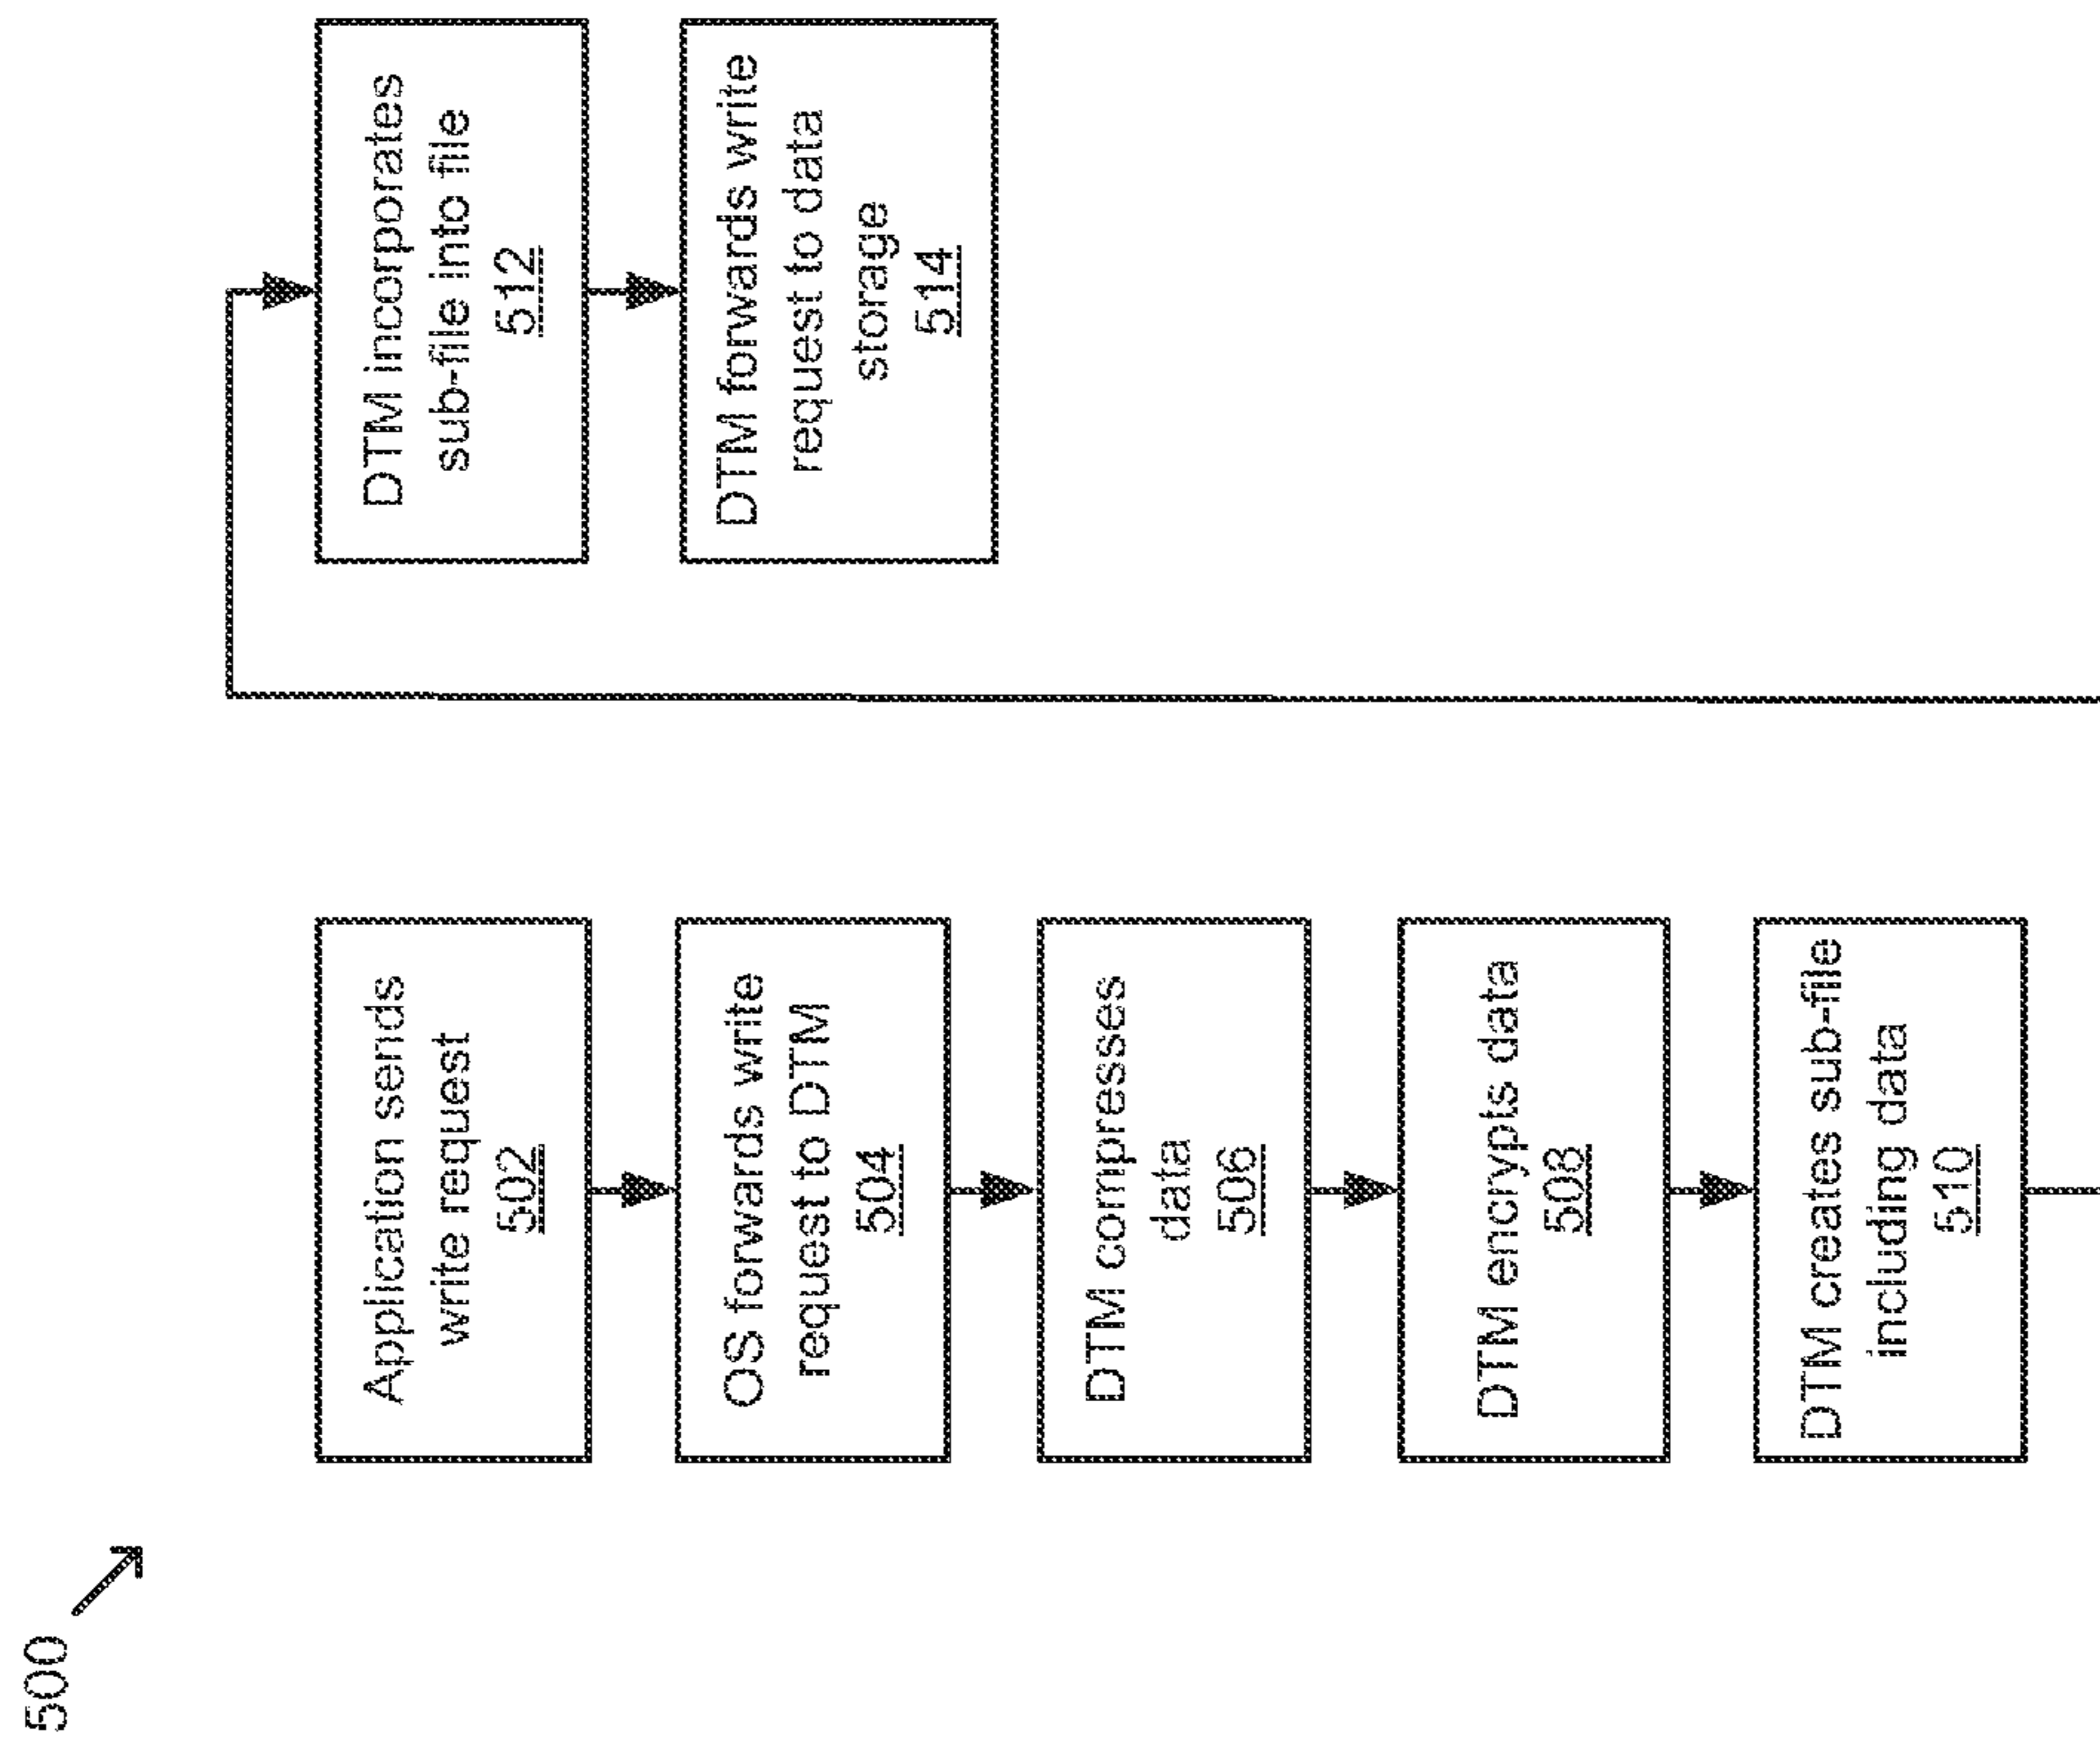 500
Application sends
write request
502
OS forwards write
request to DTM
504
DTM compresses
data
506
DTM encrypts data
508
DTM creates sub-file
including data
510
DTM incorporates
sub-file into file
512
DTM forwards write
request to data
storage
514